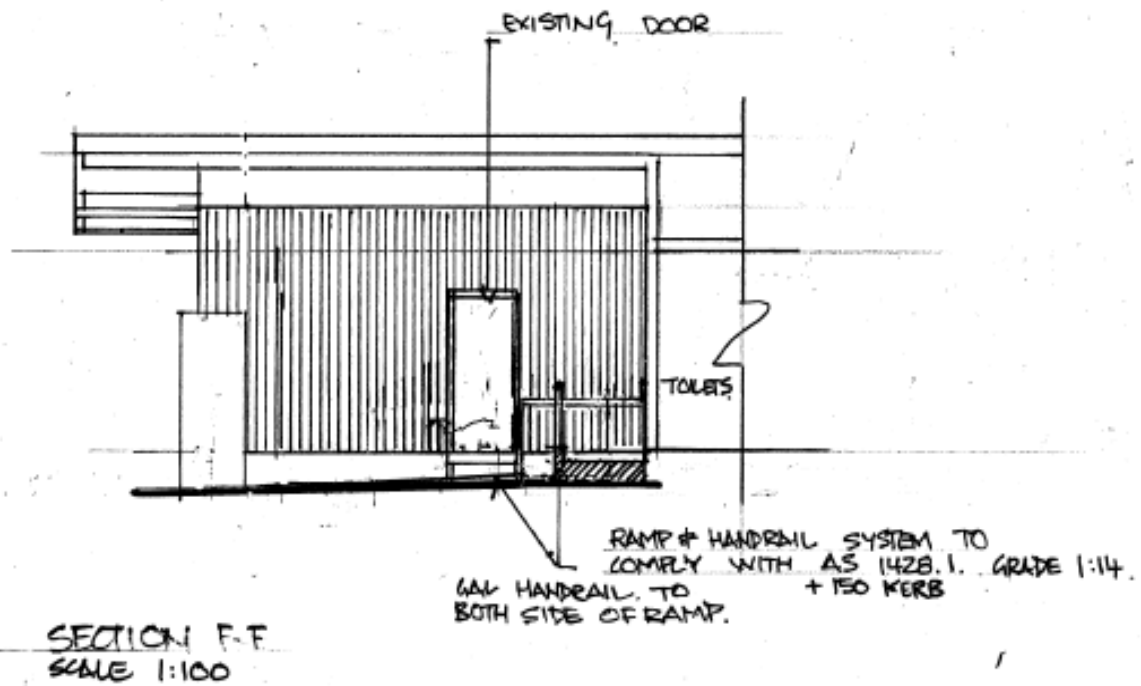 EXISTING DOOR
TOILETS
RAMP & HANDRAIL SYSTEM TO
COMPLY WITH AS 1428.1. GRADE 1:14.
+ 150 KERB
GAL HANDRAIL TO
BOTH SIDE OF RAMP.
SECTION F-F
SCALE 1:100